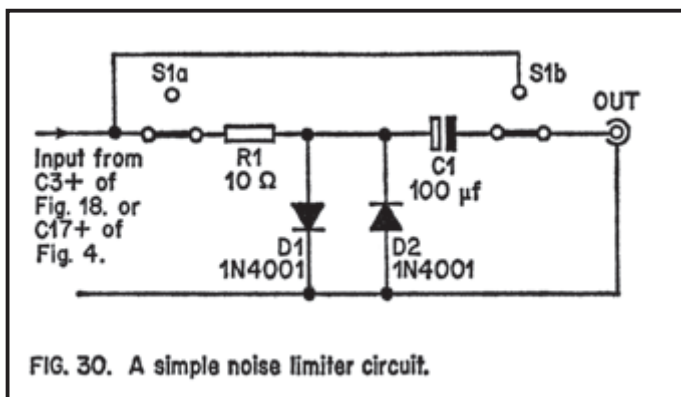 S1a
S1b
OUT
Input from
C3+ of
Fig. 18. or
C17+ of
Fig. 4.
R1
10 Ω
C1
100 µf
D1
1N4001
D2
1N4001
FIG. 30. A simple noise limiter circuit.